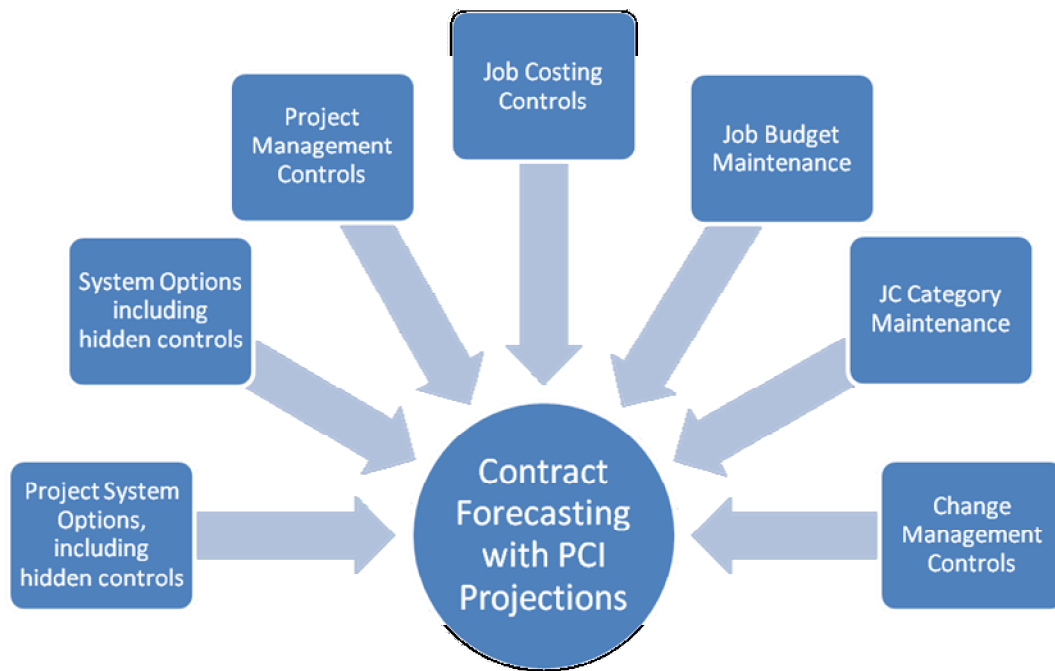 Job Costing
Controls
Project
Management
Controls
Job Budget
Maintenance
System Options
including
hidden controls
JC Category
Maintenance
Project System
Options,
including
hidden controls
Contract
Forecasting
with PCI
Projections
Change
Management
Controls